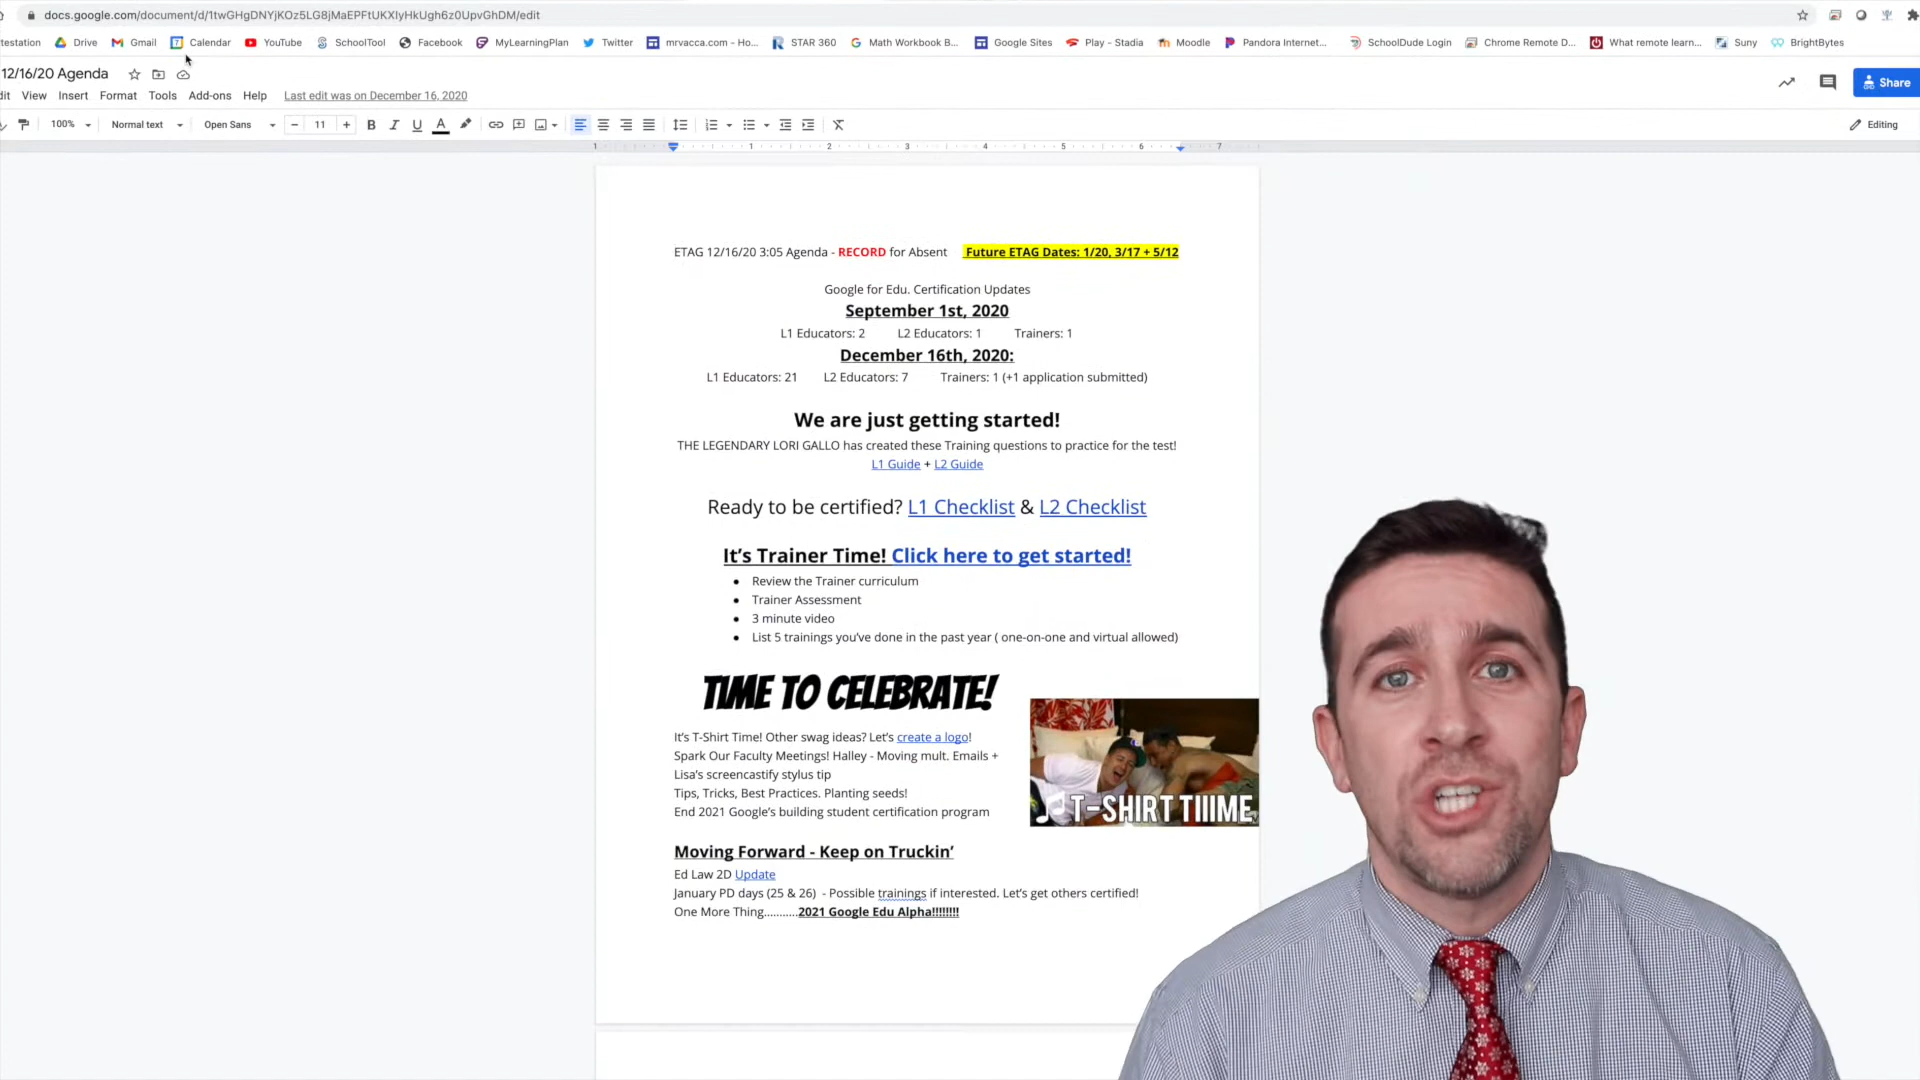 docs.google.com/document/d/1twGHgDNYjKOz5LG8jMaEPFtUKXIyHkUgh6z0UpvGhDM/edit
testation Drive Gmail Calendar YouTube SchoolTool Facebook MyLearningPlan Twitter mrvacca.com - Ho... STAR 360 Math Workbook B... Google Sites Play - Stadia Moodle Pandora Internet... SchoolDude Login Chrome Remote D... What remote learn... Suny BrightBytes
12/16/20 Agenda
Share
dit View Insert Format Tools Add-ons Help Last edit was on December 16, 2020
100% Normal text Open Sans - 11 + B I U A Editing
1 1 2 3 4 5 6 7
ETAG 12/16/20 3:05 Agenda - RECORD for Absent Future ETAG Dates: 1/20, 3/17 + 5/12
Google for Edu. Certification Updates
September 1st, 2020
L1 Educators: 2 L2 Educators: 1 Trainers: 1
December 16th, 2020:
L1 Educators: 21 L2 Educators: 7 Trainers: 1 (+1 application submitted)
We are just getting started!
THE LEGENDARY LORI GALLO has created these Training questions to practice for the test!
L1 Guide + L2 Guide
Ready to be certified? L1 Checklist & L2 Checklist
It's Trainer Time! Click here to get started!
● Review the Trainer curriculum
● Trainer Assessment
● 3 minute video
● List 5 trainings you've done in the past year ( one-on-one and virtual allowed)
TIME TO CELEBRATE!
It's T-Shirt Time! Other swag ideas? Let's create a logo!
Spark Our Faculty Meetings! Halley - Moving mult. Emails +
Lisa's screencastify stylus tip
Tips, Tricks, Best Practices. Planting seeds!
End 2021 Google's building student certification program
♫ T-SHIRT TIIIME
Moving Forward - Keep on Truckin'
Ed Law 2D Update
January PD days (25 & 26) - Possible trainings if interested. Let's get others certified!
One More Thing..........2021 Google Edu Alpha!!!!!!!!